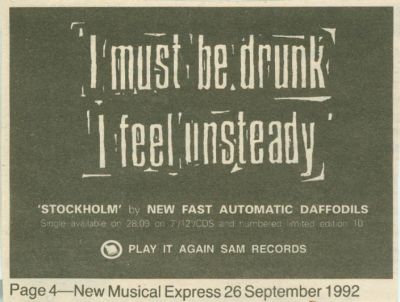 'I must be drunk
'I feel unsteady'
'STOCKHOLM' by NEW FAST AUTOMATIC DAFFODILS
Single available on 28.09 on 7"/12"/CDS and numbered limited edition 10
PLAY IT AGAIN SAM RECORDS
Page 4—New Musical Express 26 September 1992